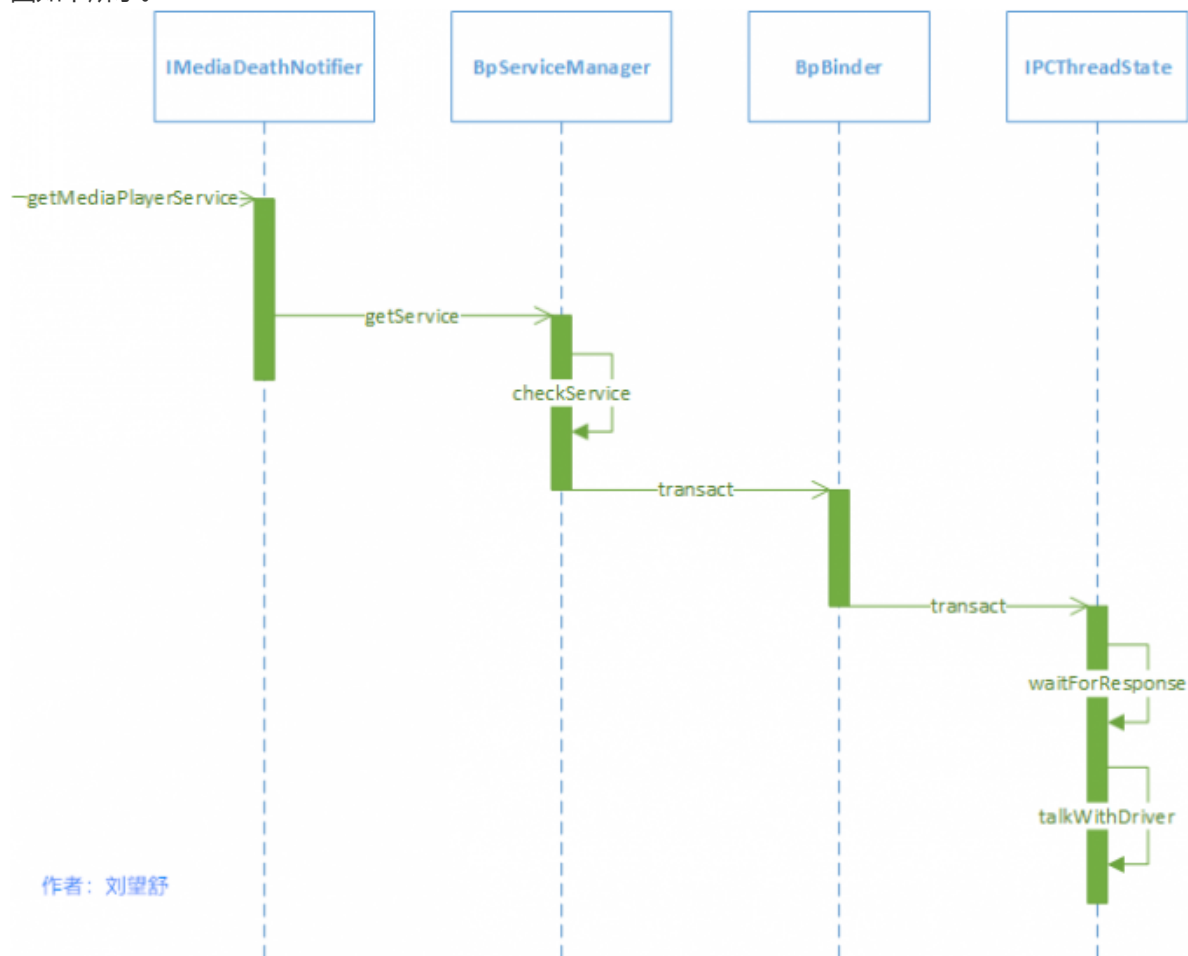 IMediaDeathNotifier
BpServiceManager
BpBinder
IPCThreadState
getMediaPlayerService
getService
checkService
transact
transact
waitForResponse
talkWithDriver
作者：刘望舒